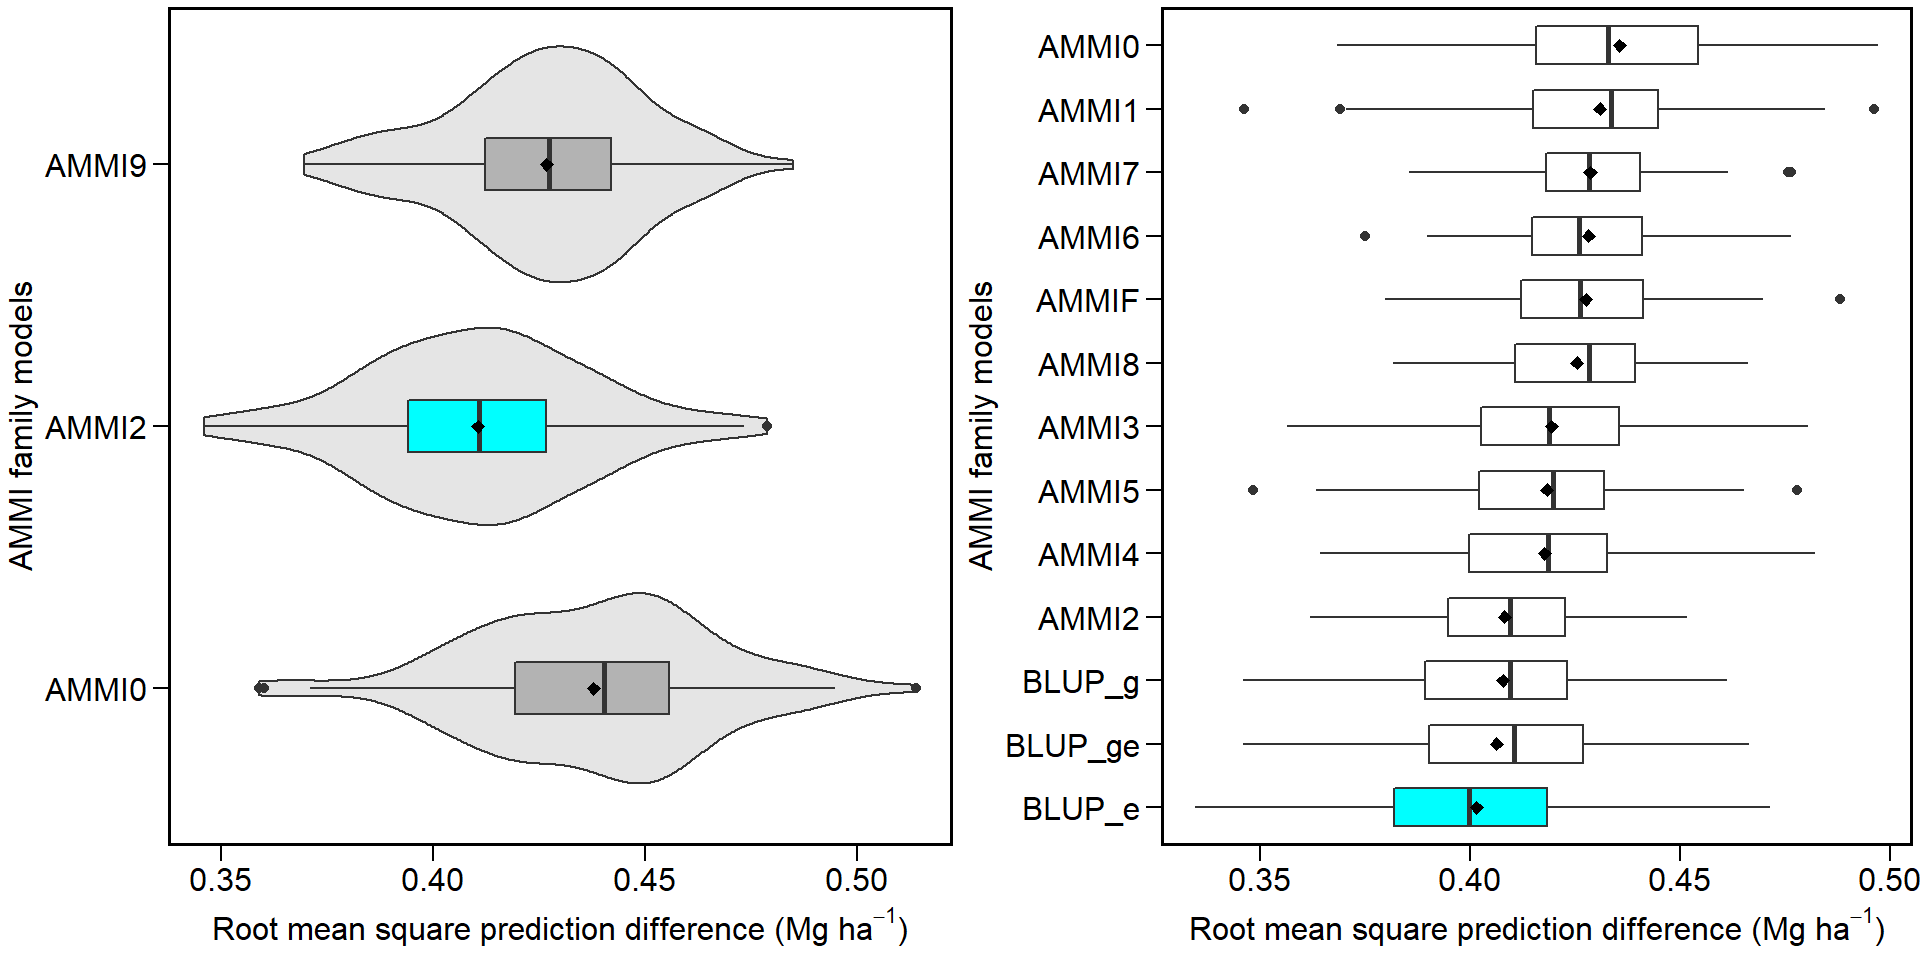 AMMI family models
AMMI9
AMMI2
AMMI0
0.35 0.40 0.45 0.50
Root mean square prediction difference (Mg ha⁻¹)
AMMI family models
AMMI0
AMMI1
AMMI7
AMMI6
AMMIF
AMMI8
AMMI3
AMMI5
AMMI4
AMMI2
BLUP_g
BLUP_ge
BLUP_e
0.35 0.40 0.45 0.50
Root mean square prediction difference (Mg ha⁻¹)